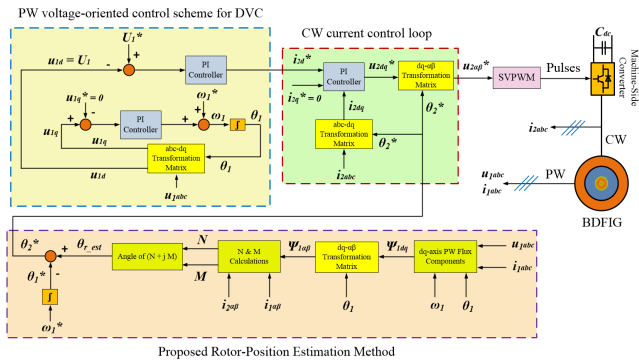 PW voltage-oriented control scheme for DVC
U1*
+
u1d = U1
-
PI
Controller
u1q* = 0
-
+
PI
Controller
u1q
ω1*
+
+
ω1
∫
θ1
abc-dq
Transformation
Matrix
θ1
u1d
u1abc
CW current control loop
i2d*
i2q* = 0
PI
Controller
u2dq*
dq-αβ
Transformation
Matrix
u2αβ*
i2dq
θ2*
abc-dq
Transformation
Matrix
θ2*
i2abc
SVPWM
Pulses
Cdc
Machine-Side
Converter
i2abc
CW
u1abc
i1abc
PW
BDFIG
θ2*
+
θr_est
-
θ1*
∫
ω1*
Angle of (N + j M)
N
M
N & M
Calculations
i2αβ
i1αβ
Ψ1αβ
dq-αβ
Transformation
Matrix
θ1
Ψ1dq
dq-axis PW Flux
Components
ω1
θ1
u1abc
i1abc
Proposed Rotor-Position Estimation Method